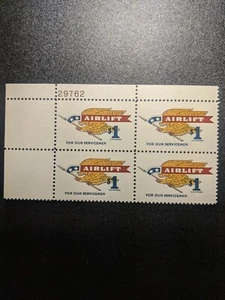 29762
AIRLIFT AIRLIFT
$1 $1
FOR OUR SERVICEMEN FOR OUR SERVICEMEN
AIRLIFT AIRLIFT
$1 $1
FOR OUR SERVICEMEN FOR OUR SERVICEMEN